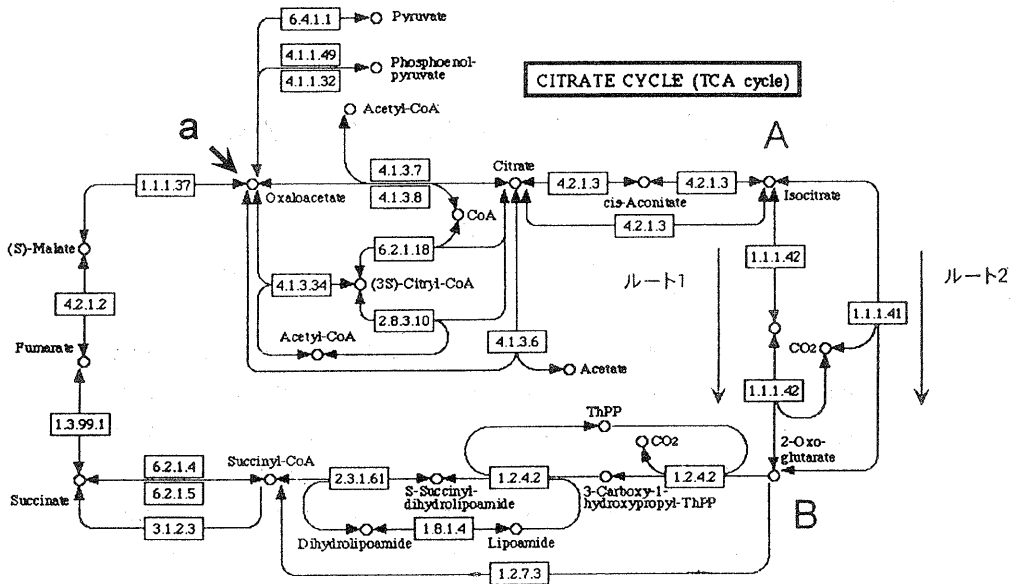 6.4.1.1
Pyruvate
4.1.1.49
4.1.1.32
Phosphoenol-
pyruvate
CITRATE CYCLE (TCA cycle)
Acetyl-CoA
a
A
1.1.1.37
Oxaloacetate
4.1.3.7
4.1.3.8
Citrate
4.2.1.3
cis-Aconitate
4.2.1.3
Isocitrate
4.2.1.3
CoA
(S)-Malate
6.2.1.18
4.1.3.34
(3S)-Citryl-CoA
ルート1
1.1.1.42
ルート2
4.2.1.2
2.8.3.10
1.1.1.41
Acetyl-CoA
4.1.3.6
CO2
Fumarate
Acetate
1.1.1.42
1.3.99.1
ThPP
CO2
2-Oxo-
glutarate
Succinyl-CoA
6.2.1.4
6.2.1.5
2.3.1.61
1.2.4.2
1.2.4.2
Succinate
S-Succinyl-
dihydrolipoamide
3-Carboxy-1-
hydroxypropyl-ThPP
B
3.1.2.3
1.8.1.4
Dihydrolipoamide
Lipoamide
1.2.7.3